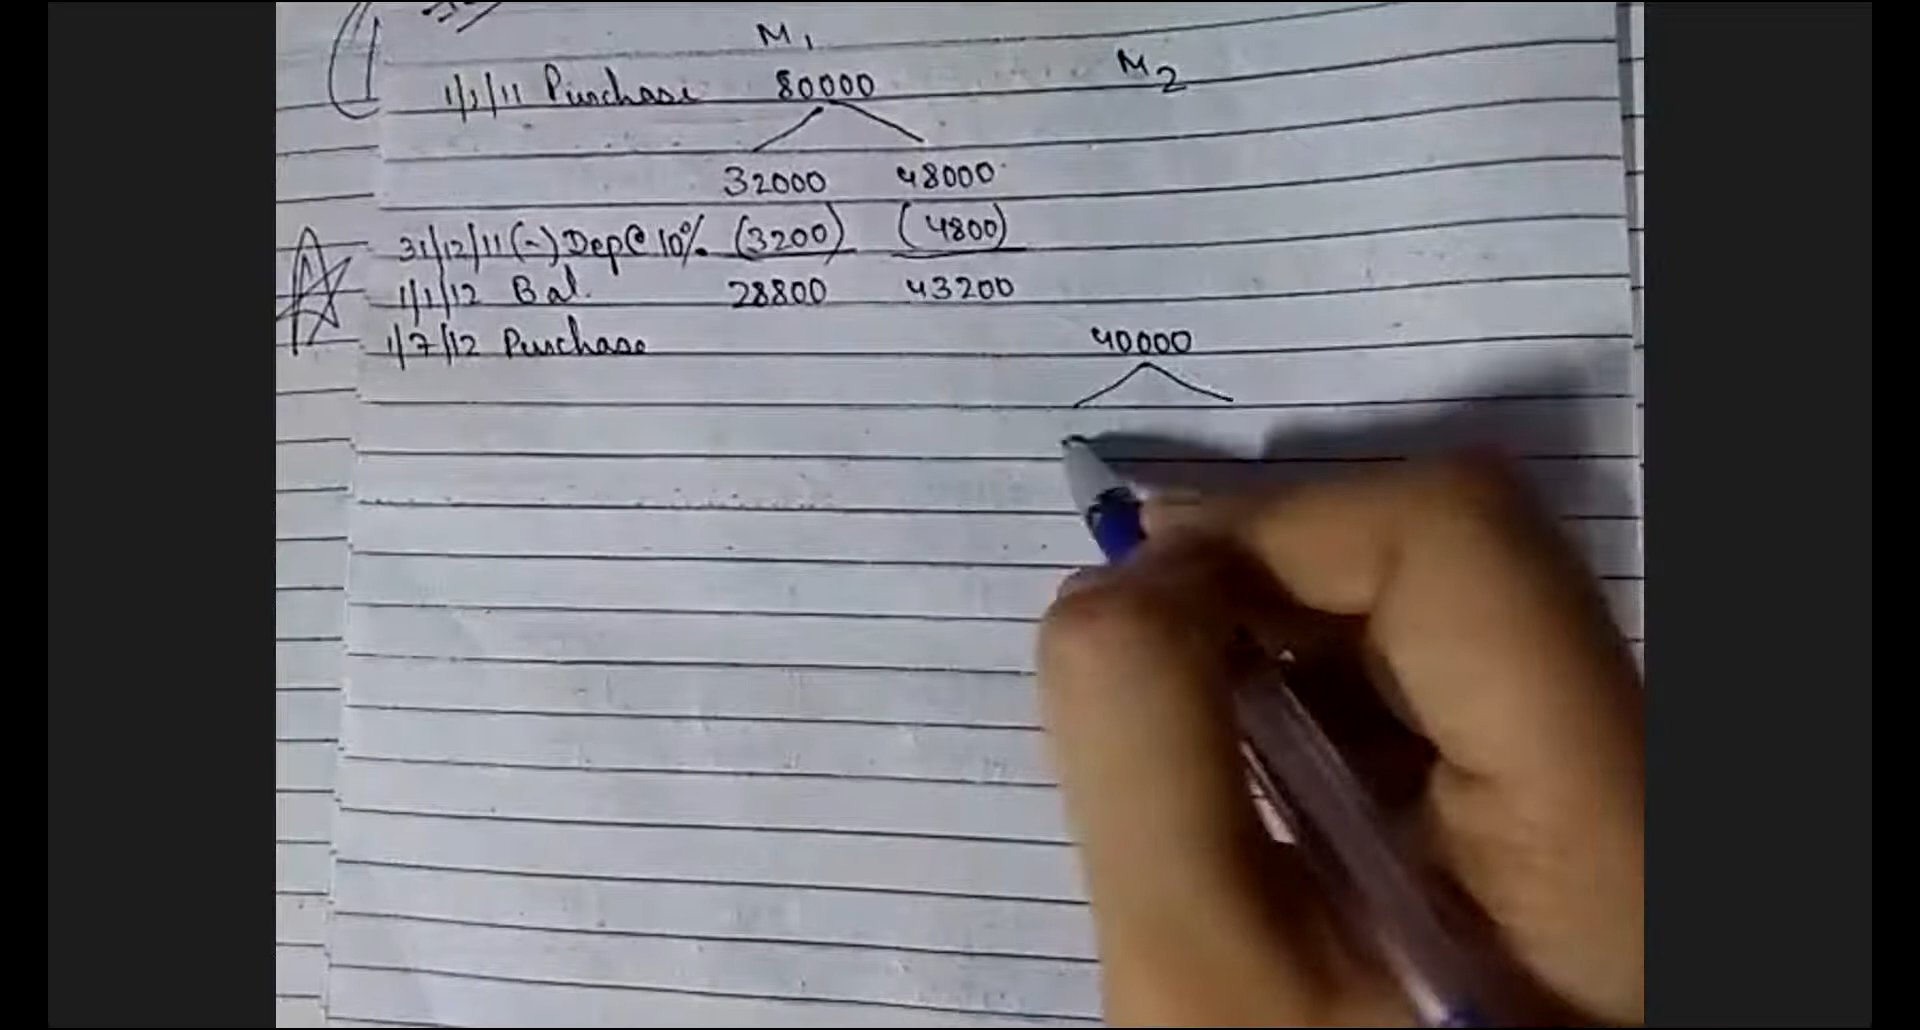 M1
M2
1/1/11 Purchase 80000
32000 48000
31/12/11 (-) Dep@ 10% (3200) (4800)
1/1/12 Bal. 28800 43200
1/7/12 Purchase 40000